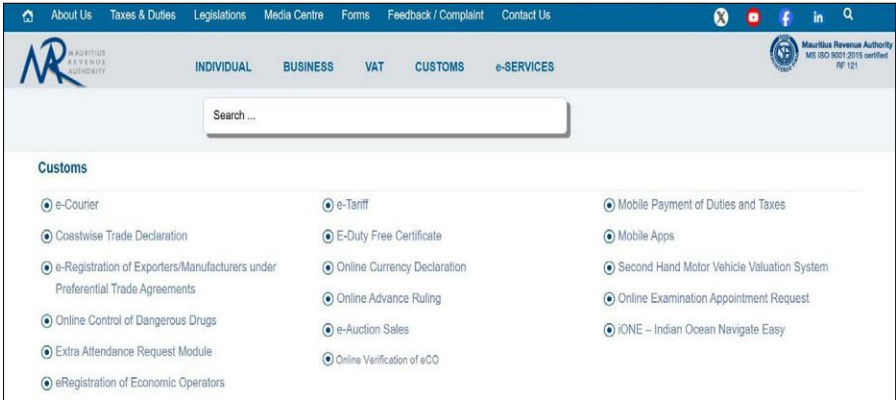 About Us Taxes & Duties Legislations Media Centre Forms Feedback / Complaint Contact Us
MAURITIUS
REVENUE
AUTHORITY
INDIVIDUAL BUSINESS VAT CUSTOMS e-SERVICES
Mauritius Revenue Authority
MS ISO 9001:2015 certified
RF 121
Search ...
Customs
e-Courier
Coastwise Trade Declaration
e-Registration of Exporters/Manufacturers under
Preferential Trade Agreements
Online Control of Dangerous Drugs
Extra Attendance Request Module
eRegistration of Economic Operators
e-Tariff
E-Duty Free Certificate
Online Currency Declaration
Online Advance Ruling
e-Auction Sales
Online Verification of eCO
Mobile Payment of Duties and Taxes
Mobile Apps
Second Hand Motor Vehicle Valuation System
Online Examination Appointment Request
iONE – Indian Ocean Navigate Easy